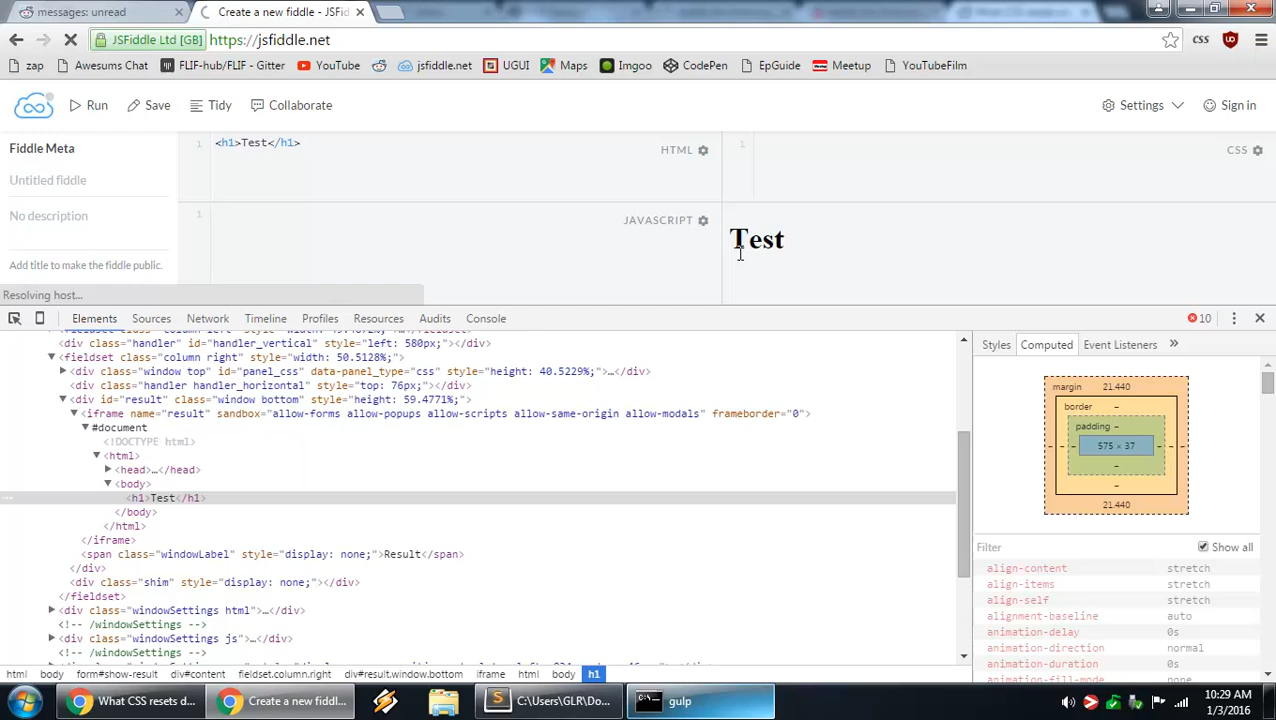 messages: unread
Create a new fiddle - JSFid
JSFiddle Ltd [GB] https://jsfiddle.net
CSS
zap Awesums Chat FLIF-hub/FLIF - Gitter YouTube jsfiddle.net UGUI Maps Imgoo CodePen EpGuide Meetup YouTubeFilm
Run Save Tidy Collaborate Settings Sign in
Fiddle Meta
Untitled fiddle
No description
Add title to make the fiddle public.
1 <h1>Test</h1>
HTML
1
CSS
1
JAVASCRIPT
Test
Resolving host...
Elements Sources Network Timeline Profiles Resources Audits Console 10
<div class="handler" id="handler_vertical" style="left: 580px;"></div>
<fieldset class="column right" style="width: 50.5128%;">
<div class="window top" id="panel_css" data-panel_type="css" style="height: 40.5229%;">…</div>
<div class="handler handler_horizontal" style="top: 76px;"></div>
<div id="result" class="window bottom" style="height: 59.4771%;">
<iframe name="result" sandbox="allow-forms allow-popups allow-scripts allow-same-origin allow-modals" frameborder="0">
#document
<!DOCTYPE html>
<html>
<head>…</head>
<body>
<h1>Test</h1>
</body>
</html>
</iframe>
<span class="windowLabel" style="display: none;">Result</span>
</div>
<div class="shim" style="display: none;"></div>
</fieldset>
<div class="windowSettings html">…</div>
<!-- /windowSettings -->
<div class="windowSettings js">…</div>
<!-- /windowSettings -->
html body form#show-result div#content fieldset.column.right div#result.window.bottom iframe html body h1
Styles Computed Event Listeners »
margin 21.440
border –
padding –
575 × 37
–
–
21.440
Filter Show all
align-content stretch
align-items stretch
align-self stretch
alignment-baseline auto
animation-delay 0s
animation-direction normal
animation-duration 0s
animation-fill-mode none
What CSS resets d...
Create a new fiddl...
C:\Users\GLR\Do...
gulp
10:29 AM
1/3/2016